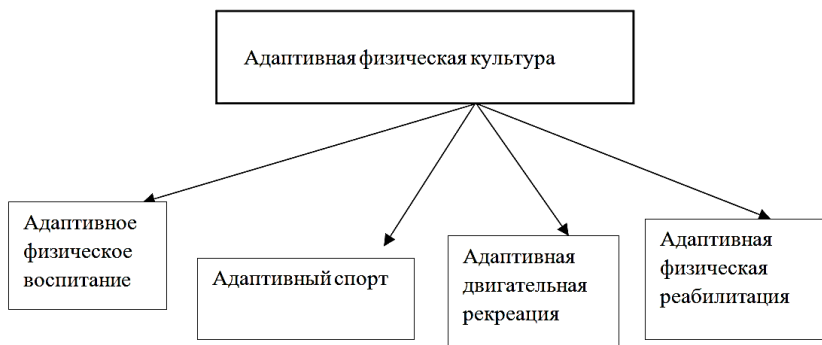 Адаптивная физическая культура
Адаптивное
физическое
воспитание
Адаптивный спорт
Адаптивная
двигательная
рекреация
Адаптивная
физическая
реабилитация